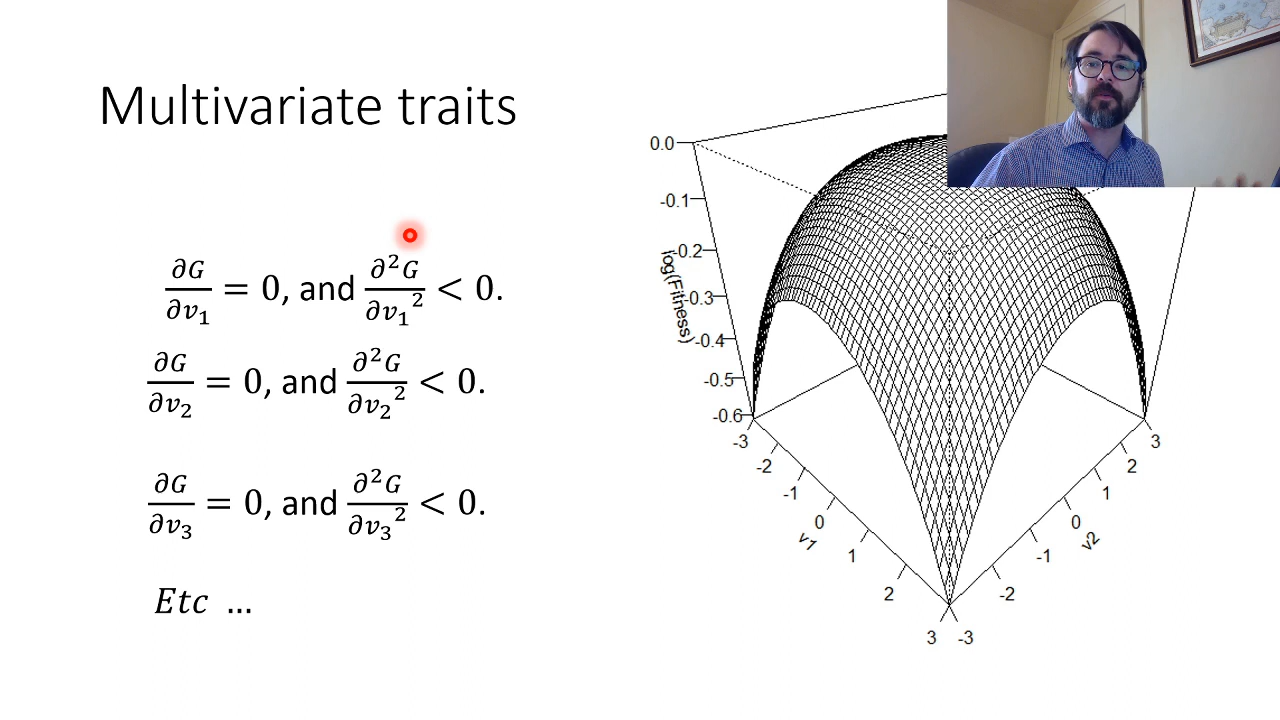 Multivariate traits
∂G/∂v₁ = 0, and ∂²G/∂v₁² < 0.
∂G/∂v₂ = 0, and ∂²G/∂v₂² < 0.
∂G/∂v₃ = 0, and ∂²G/∂v₃² < 0.
Etc ...
0.0
-0.1
-0.2
-0.3
-0.4
-0.5
-0.6
log(Fitness)
-3
-2
-1
0
1
2
3
v1
-3
-2
-1
0
1
2
3
v2